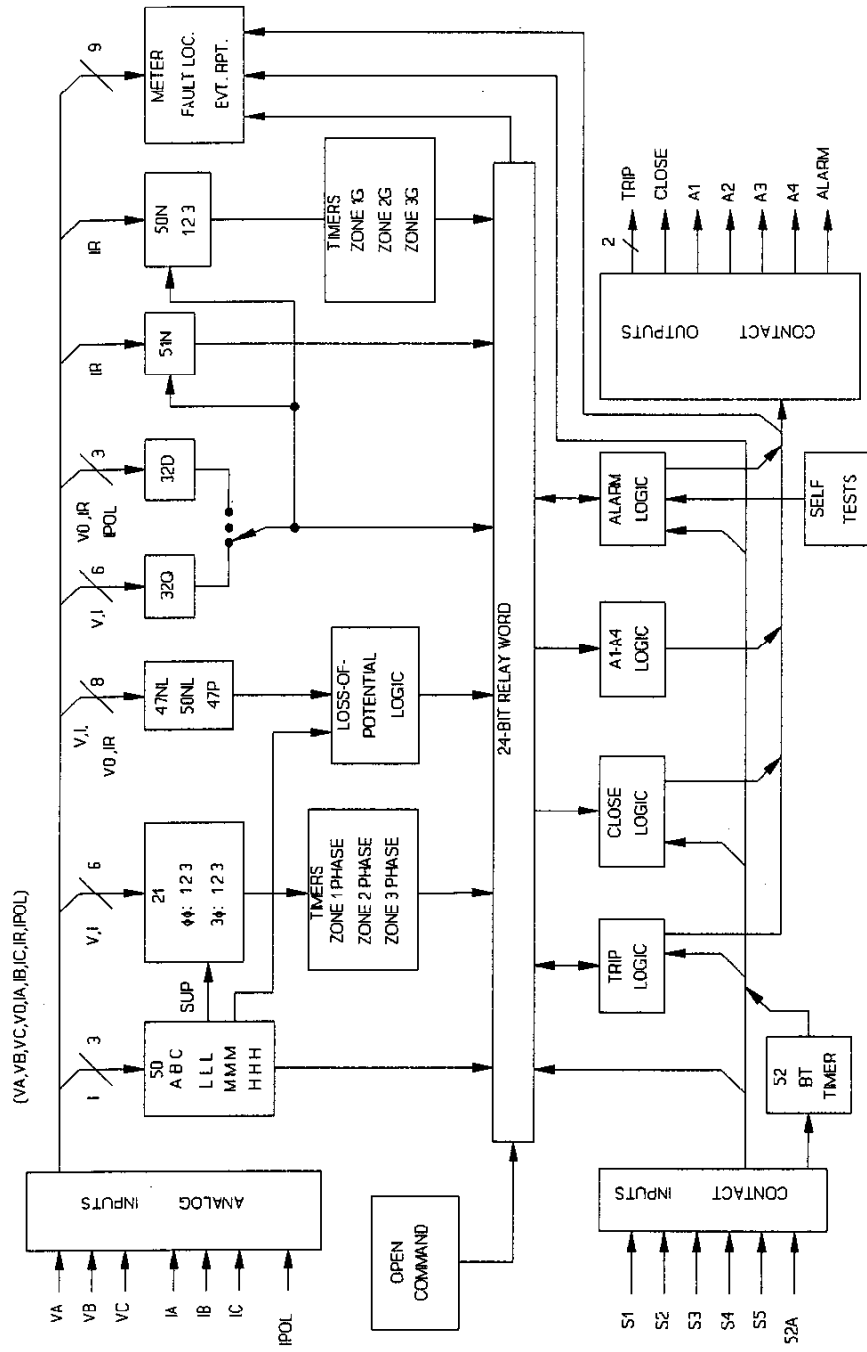 (VA,VB,VC,VO,IA,IB,IC,IR,IPOL)
VA
VB
VC
IA
IB
IC
IPOL
ANALOG
INPUTS
I
3
50
A B C
L L L
M M M
H H H
SUP
V,I
6
21
ϕϕ: 1 2 3
3ϕ: 1 2 3
TIMERS
ZONE 1 PHASE
ZONE 2 PHASE
ZONE 3 PHASE
V,I,
VO,IR
8
47NL
50NL
47P
LOSS-OF-
POTENTIAL
LOGIC
V,I
6
32Q
VO,IR
IPOL
3
32D
IR
51N
IR
50N
1 2 3
TIMERS
ZONE 1G
ZONE 2G
ZONE 3G
9
METER
FAULT LOC.
EVT. RPT.
OPEN
COMMAND
24-BIT RELAY WORD
S1
S2
S3
S4
S5
52A
CONTACT
INPUTS
52
BT
TIMER
TRIP
LOGIC
CLOSE
LOGIC
A1-A4
LOGIC
ALARM
LOGIC
SELF
TESTS
CONTACT
OUTPUTS
2
TRIP
CLOSE
A1
A2
A3
A4
ALARM